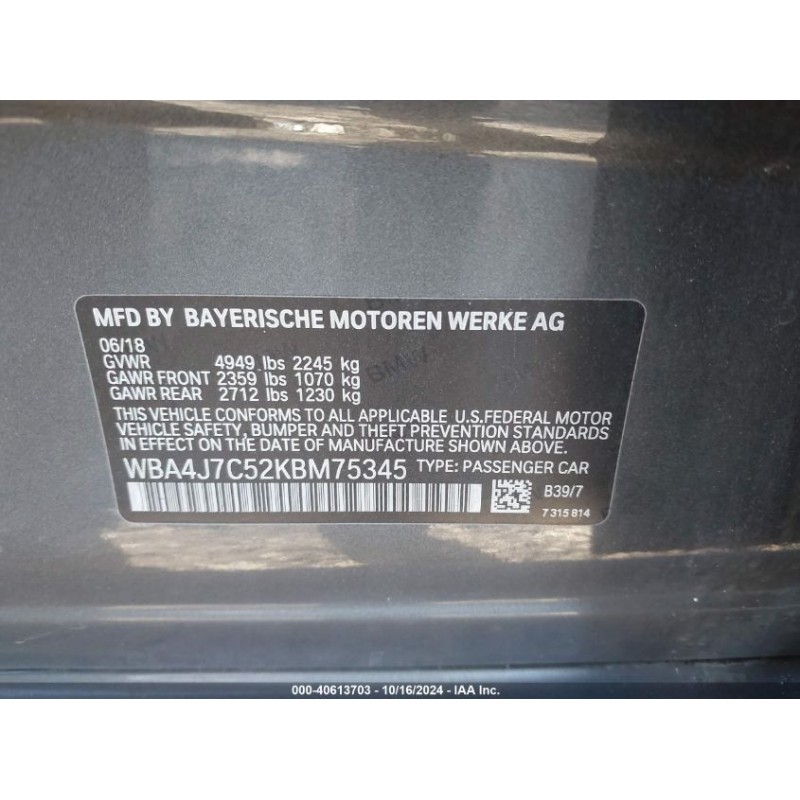 MFD BY BAYERISCHE MOTOREN WERKE AG
06/18
GVWR 4949 lbs 2245 kg
GAWR FRONT 2359 lbs 1070 kg
GAWR REAR 2712 lbs 1230 kg
THIS VEHICLE CONFORMS TO ALL APPLICABLE U.S.FEDERAL MOTOR
VEHICLE SAFETY, BUMPER AND THEFT PREVENTION STANDARDS
IN EFFECT ON THE DATE OF MANUFACTURE SHOWN ABOVE.
WBA4J7C52KBM75345 TYPE: PASSENGER CAR
B39/7
7315814
000-40613703 - 10/16/2024 - IAA Inc.